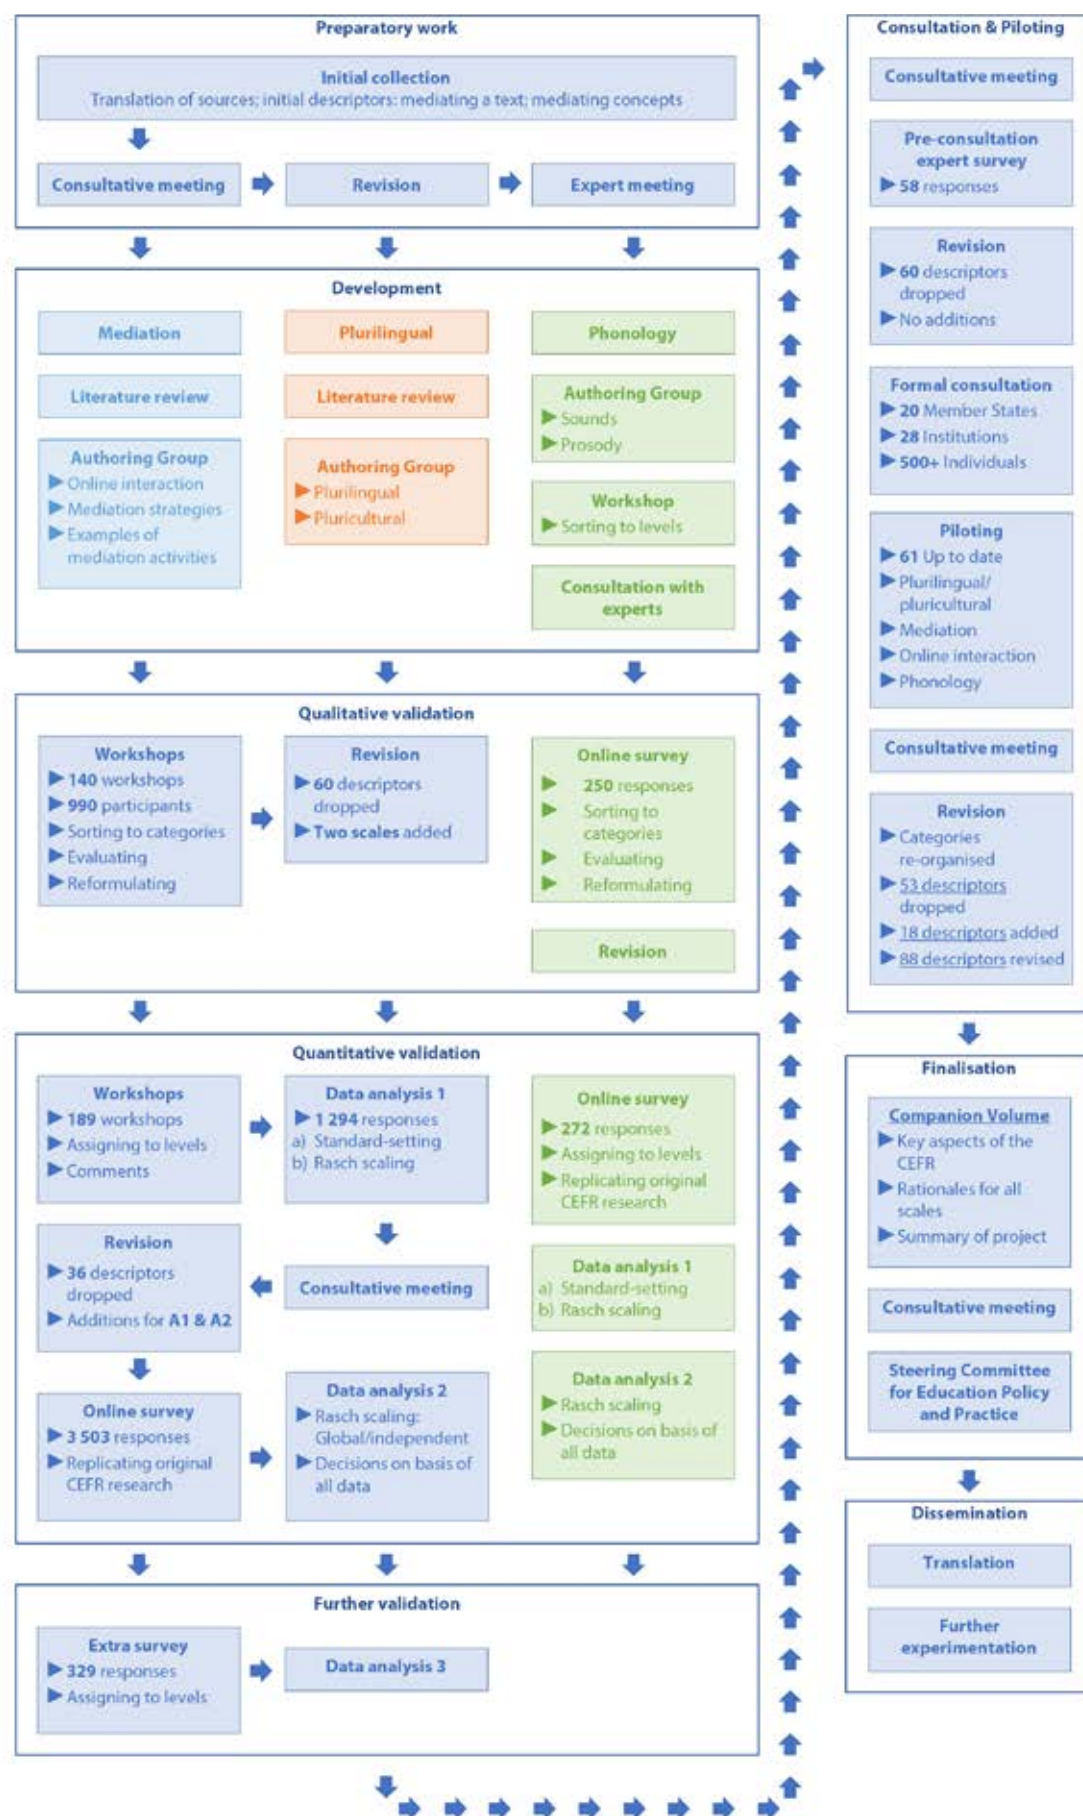 Preparatory work
Initial collection
Translation of sources; initial descriptors: mediating a text; mediating concepts
Consultative meeting
Revision
Expert meeting
Development
Mediation
Literature review
Authoring Group
Online interaction
Mediation strategies
Examples of
mediation activities
Plurilingual
Literature review
Authoring Group
Plurilingual
Pluricultural
Phonology
Authoring Group
Sounds
Prosody
Workshop
Sorting to levels
Consultation with
experts
Qualitative validation
Workshops
140 workshops
990 participants
Sorting to categories
Evaluating
Reformulating
Revision
60 descriptors
dropped
Two scales added
Online survey
250 responses
Sorting to
categories
Evaluating
Reformulating
Revision
Quantitative validation
Workshops
189 workshops
Assigning to levels
Comments
Data analysis 1
1 294 responses
a) Standard-setting
b) Rasch scaling
Consultative meeting
Revision
36 descriptors
dropped
Additions for A1 & A2
Online survey
3 503 responses
Replicating original
CEFR research
Data analysis 2
Rasch scaling:
Global/independent
Decisions on basis of
all data
Online survey
272 responses
Assigning to levels
Replicating original
CEFR research
Data analysis 1
a) Standard-setting
b) Rasch scaling
Data analysis 2
Rasch scaling
Decisions on basis of
all data
Further validation
Extra survey
329 responses
Assigning to levels
Data analysis 3
Consultation & Piloting
Consultative meeting
Pre-consultation
expert survey
58 responses
Revision
60 descriptors
dropped
No additions
Formal consultation
20 Member States
28 Institutions
500+ Individuals
Piloting
61 Up to date
Plurilingual/
pluricultural
Mediation
Online interaction
Phonology
Consultative meeting
Revision
Categories
re-organised
53 descriptors
dropped
18 descriptors added
88 descriptors revised
Finalisation
Companion Volume
Key aspects of the
CEFR
Rationales for all
scales
Summary of project
Consultative meeting
Steering Committee
for Education Policy
and Practice
Dissemination
Translation
Further
experimentation